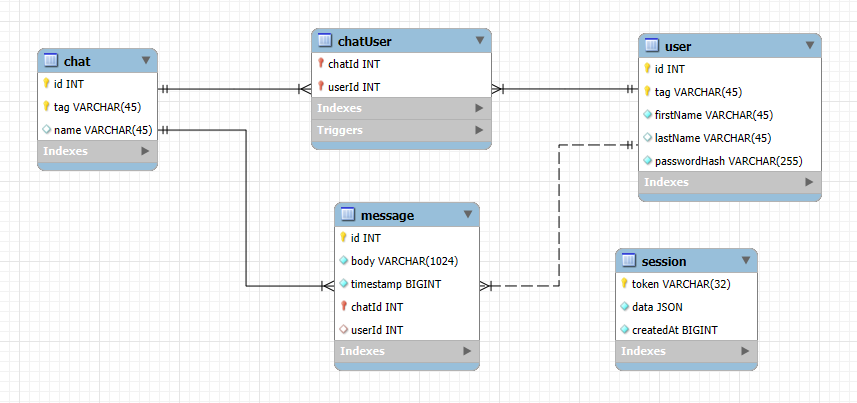 chat
id INT
tag VARCHAR(45)
name VARCHAR(45)
Indexes
chatUser
chatId INT
userId INT
Indexes
Triggers
user
id INT
tag VARCHAR(45)
firstName VARCHAR(45)
lastName VARCHAR(45)
passwordHash VARCHAR(255)
Indexes
message
id INT
body VARCHAR(1024)
timestamp BIGINT
chatId INT
userId INT
Indexes
session
token VARCHAR(32)
data JSON
createdAt BIGINT
Indexes